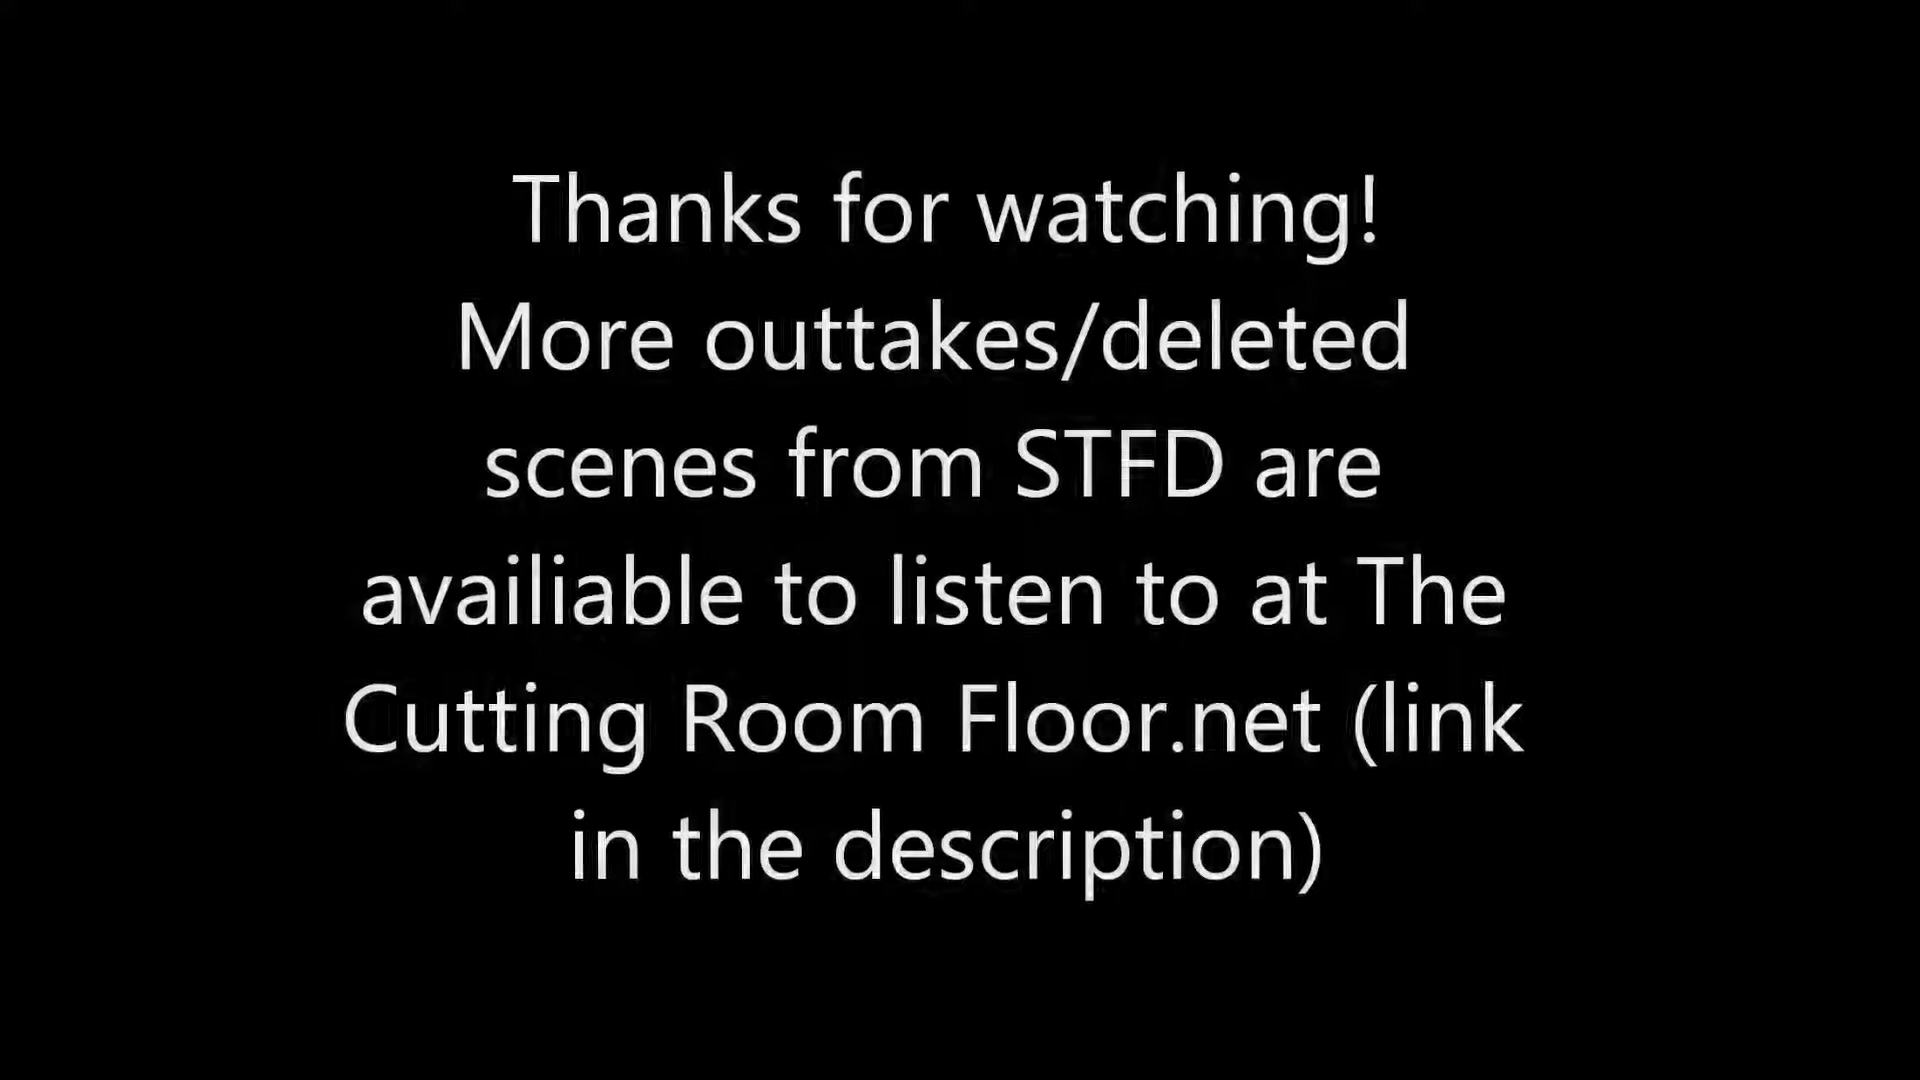 Thanks for watching!
More outtakes/deleted
scenes from STFD are
availiable to listen to at The
Cutting Room Floor.net (link
in the description)